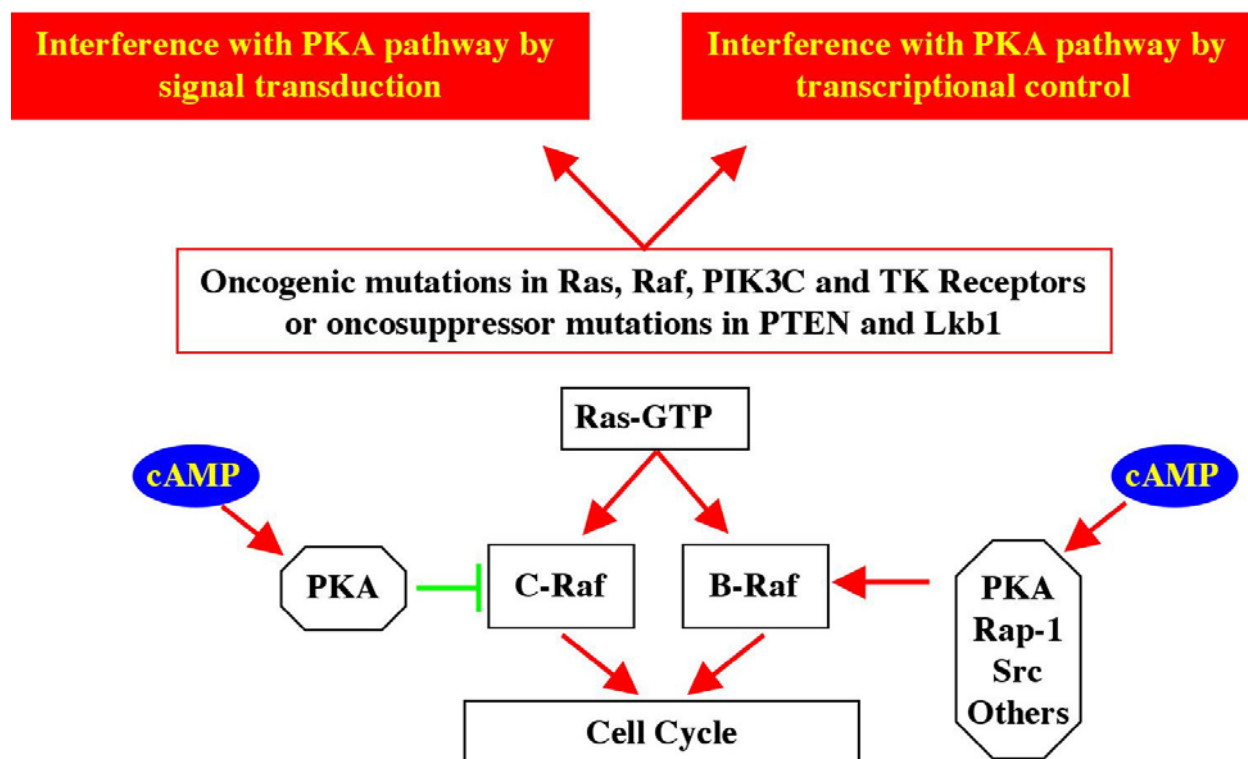 Interference with PKA pathway by
signal transduction
Interference with PKA pathway by
transcriptional control
Oncogenic mutations in Ras, Raf, PIK3C and TK Receptors
or oncosuppressor mutations in PTEN and Lkb1
Ras-GTP
cAMP
cAMP
PKA
C-Raf
B-Raf
PKA
Rap-1
Src
Others
Cell Cycle